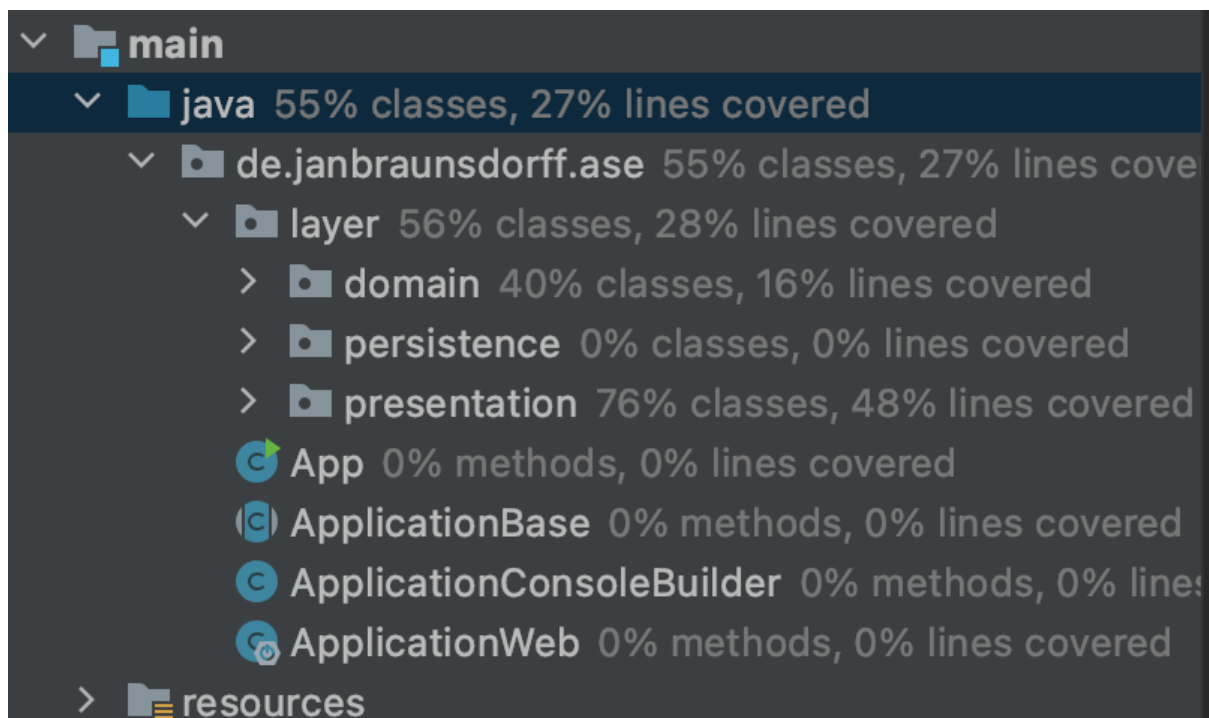 main
java 55% classes, 27% lines covered
de.janbraunsdorff.ase 55% classes, 27% lines cove
layer 56% classes, 28% lines covered
domain 40% classes, 16% lines covered
persistence 0% classes, 0% lines covered
presentation 76% classes, 48% lines covered
App 0% methods, 0% lines covered
ApplicationBase 0% methods, 0% lines covered
ApplicationConsoleBuilder 0% methods, 0% lines
ApplicationWeb 0% methods, 0% lines covered
resources